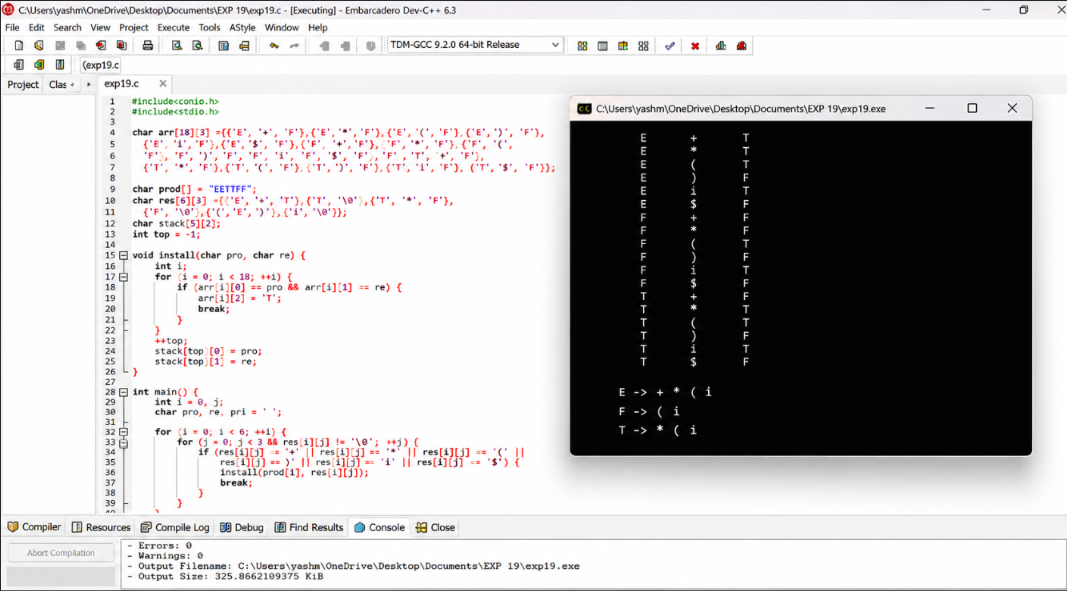 C:\Users\yashm\OneDrive\Desktop\Documents\EXP 19\exp19.c - [Executing] - Embarcadero Dev-C++ 6.3
File Edit Search View Project Execute Tools AStyle Window Help
TDM-GCC 9.2.0 64-bit Release
(exp19.c
Project Clas exp19.c
1 #include<conio.h>
2 #include<stdio.h>
3
4 char arr[18][3] ={{'E', '+', 'F'},{'E','*','F'},{'E', '(', 'F'},{'E',')', 'F'},
5 {'E', 'i','F'},{'E','$', 'F'}, {'F', '+','F'},{'F', '*','F'},{'F', '(',
6 'F'}, 'F', ')', 'F'}, 'F', 'i', 'F', '$', 'F'}, 'F', 'T', '+', 'F'},
7 {'T', '*', 'F'},{'T', '(', 'F'},{'T', ')', 'F'},{'T', 'i', F'}, {'T','$', 'F'}};
8
9 char prod[] = "EETTFF";
10 char res[6][3] ={{'E', '+', 'T'},{'T', '\0'},{'T', '*', 'F'},
11 {'F', '\0'},{'(','E', ')'},{'i', '\0'}};
12 char stack[5][2];
13 int top = -1;
14
15 void install(char pro, char re) {
16 int i;
17 for (i = 0; i < 18; ++i) {
18 if (arr[i][0] == pro && arr[i][1] == re) {
19 arr[i][2] = 'T';
20 break;
21 }
22 }
23 ++top;
24 stack[top][0] = pro;
25 stack[top][1] = re;
26 }
27
28 int main() {
29 int i = 0, j;
30 char pro, re, pri = ' ';
31
32 for (i = 0; i < 6; ++i) {
33 for (j = 0; j < 3 && res[i][j] != '\0'; ++j) {
34 if (res[i][j] == '+' || res[i][j] == '*' || res[i][j] == '(' ||
35 res[i][j] == )' || res[i][j] == 'i' || res[i][j] == '$') {
36 install(prod[i], res[i][j]);
37 break;
38 }
39 }
40
C:\Users\yashm\OneDrive\Desktop\Documents\EXP 19\exp19.exe
E + T
E * T
E ( T
E ) F
E i T
E $ F
F + F
F * F
F ( T
F ) F
F i T
F $ F
T + F
T * T
T ( T
T ) F
T i T
T $ F
E -> + * ( i
F -> ( i
T -> * ( i
Compiler Resources Compile Log Debug Find Results Console Close
Abort Compilation
- Errors: 0
- Warnings: 0
- Output Filename: C:\Users\yashm\OneDrive\Desktop\Documents\EXP 19\exp19.exe
- Output Size: 325.8662109375 KiB